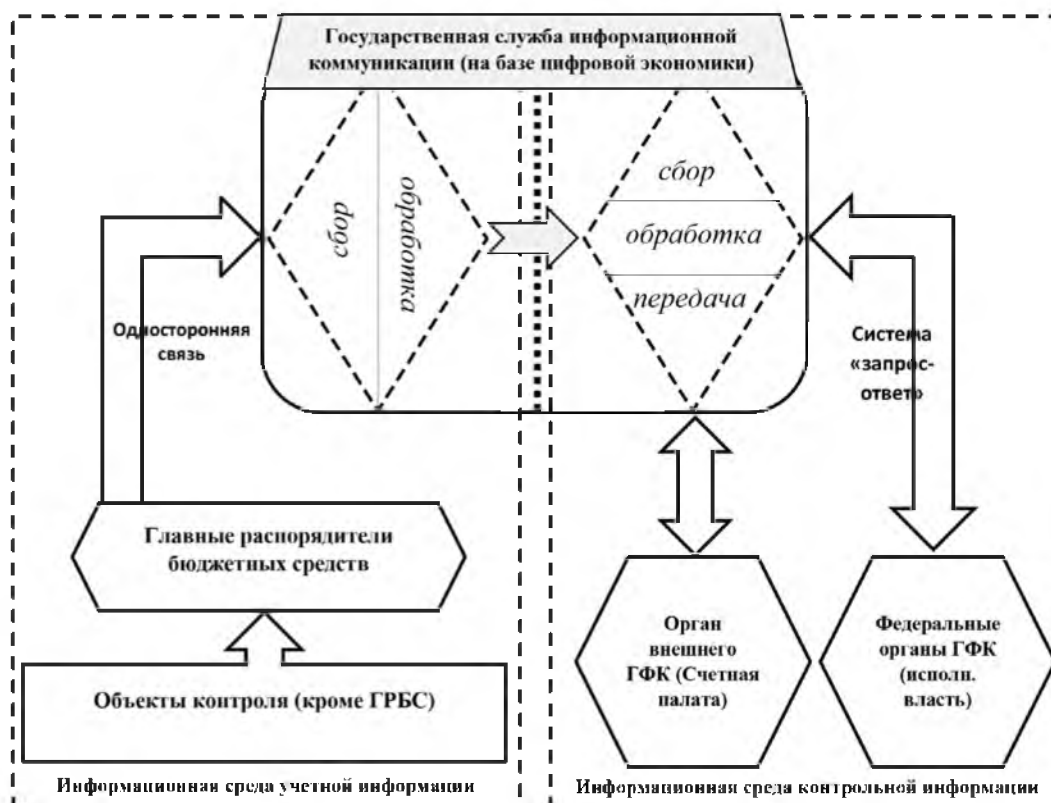 Государственная служба информационной
коммуникации (на базе цифровой экономики)
сбор
обработка
сбор
обработка
передача
Односторонняя
связь
Система
«запрос-
ответ»
Главные распорядители
бюджетных средств
Объекты контроля (кроме ГРБС)
Орган
внешнего
ГФК (Счетная
палата)
Федеральные
органы ГФК
(исполн.
власть)
Информационная среда учетной информации
Информационная среда контрольной информации